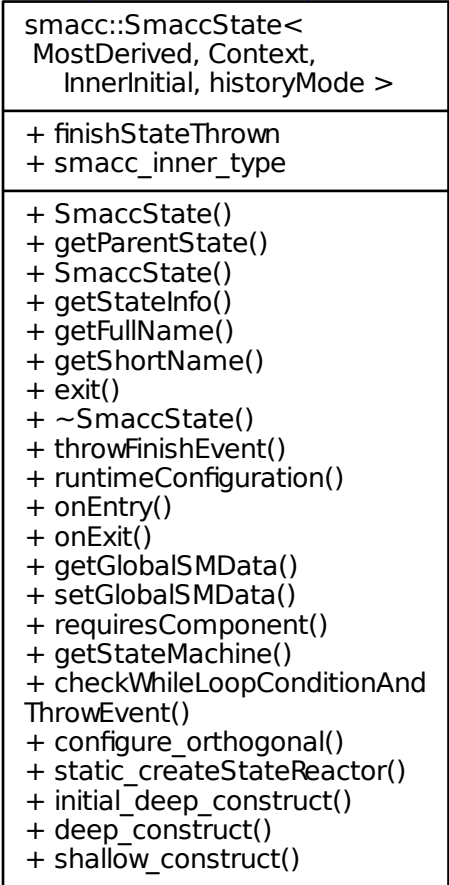 smacc::SmaccState<
MostDerived, Context,
InnerInitial, historyMode >
+ finishStateThrown
+ smacc_inner_type
+ SmaccState()
+ getParentState()
+ SmaccState()
+ getStateInfo()
+ getFullName()
+ getShortName()
+ exit()
+ ~SmaccState()
+ throwFinishEvent()
+ runtimeConfiguration()
+ onEntry()
+ onExit()
+ getGlobalSMData()
+ setGlobalSMData()
+ requiresComponent()
+ getStateMachine()
+ checkWhileLoopConditionAnd
ThrowEvent()
+ configure_orthogonal()
+ static_createStateReactor()
+ initial_deep_construct()
+ deep_construct()
+ shallow_construct()